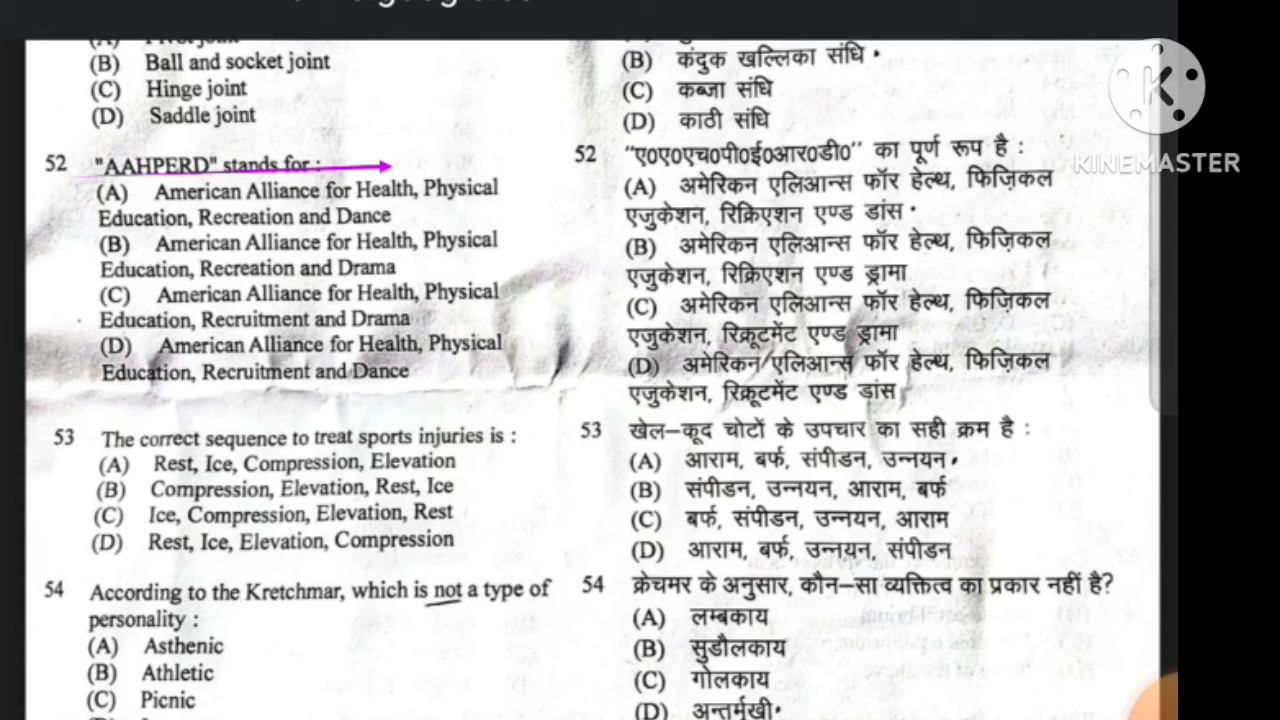 (B) Ball and socket joint
(C) Hinge joint
(D) Saddle joint
52 "AAHPERD" stands for :
(A) American Alliance for Health, Physical
Education, Recreation and Dance
(B) American Alliance for Health, Physical
Education, Recreation and Drama
(C) American Alliance for Health, Physical
Education, Recruitment and Drama
(D) American Alliance for Health, Physical
Education, Recruitment and Dance
53 The correct sequence to treat sports injuries is :
(A) Rest, Ice, Compression, Elevation
(B) Compression, Elevation, Rest, Ice
(C) Ice, Compression, Elevation, Rest
(D) Rest, Ice, Elevation, Compression
54 According to the Kretchmar, which is not a type of
personality :
(A) Asthenic
(B) Athletic
(C) Picnic
(B) कंदुक खल्लिका संधि
(C) कब्जा संधि
(D) काठी संधि
52 "ए0ए0एच0पी0ई0आर0डी0" का पूर्ण रूप है :
(A) अमेरिकन एलिआन्स फॉर हेल्थ, फिज़िकल
एजुकेशन, रिक्रिएशन एण्ड डांस
(B) अमेरिकन एलिआन्स फॉर हेल्थ, फिज़िकल
एजुकेशन, रिक्रिएशन एण्ड ड्रामा
(C) अमेरिकन एलिआन्स फॉर हेल्थ, फिज़िकल
एजुकेशन, रिक्रूटमेंट एण्ड ड्रामा
(D) अमेरिकन एलिआन्स फॉर हेल्थ, फिज़िकल
एजुकेशन, रिक्रूटमेंट एण्ड डांस
53 खेल–कूद चोटों के उपचार का सही क्रम है :
(A) आराम, बर्फ, संपीडन, उन्नयन
(B) संपीडन, उन्नयन, आराम, बर्फ
(C) बर्फ, संपीडन, उन्नयन, आराम
(D) आराम, बर्फ, उन्नयन, संपीडन
54 क्रेचमर के अनुसार, कौन–सा व्यक्तित्व का प्रकार नहीं है?
(A) लम्बकाय
(B) सुडौलकाय
(C) गोलकाय
(D) अन्तर्मुखी
K
KINEMASTER